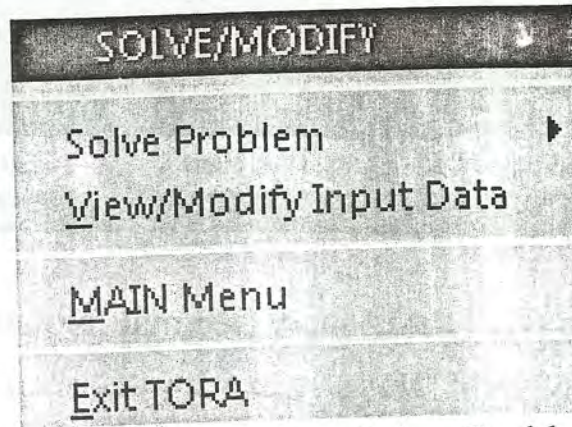 SOLVE/MODIFY
Solve Problem
View/Modify Input Data
MAIN Menu
Exit TORA